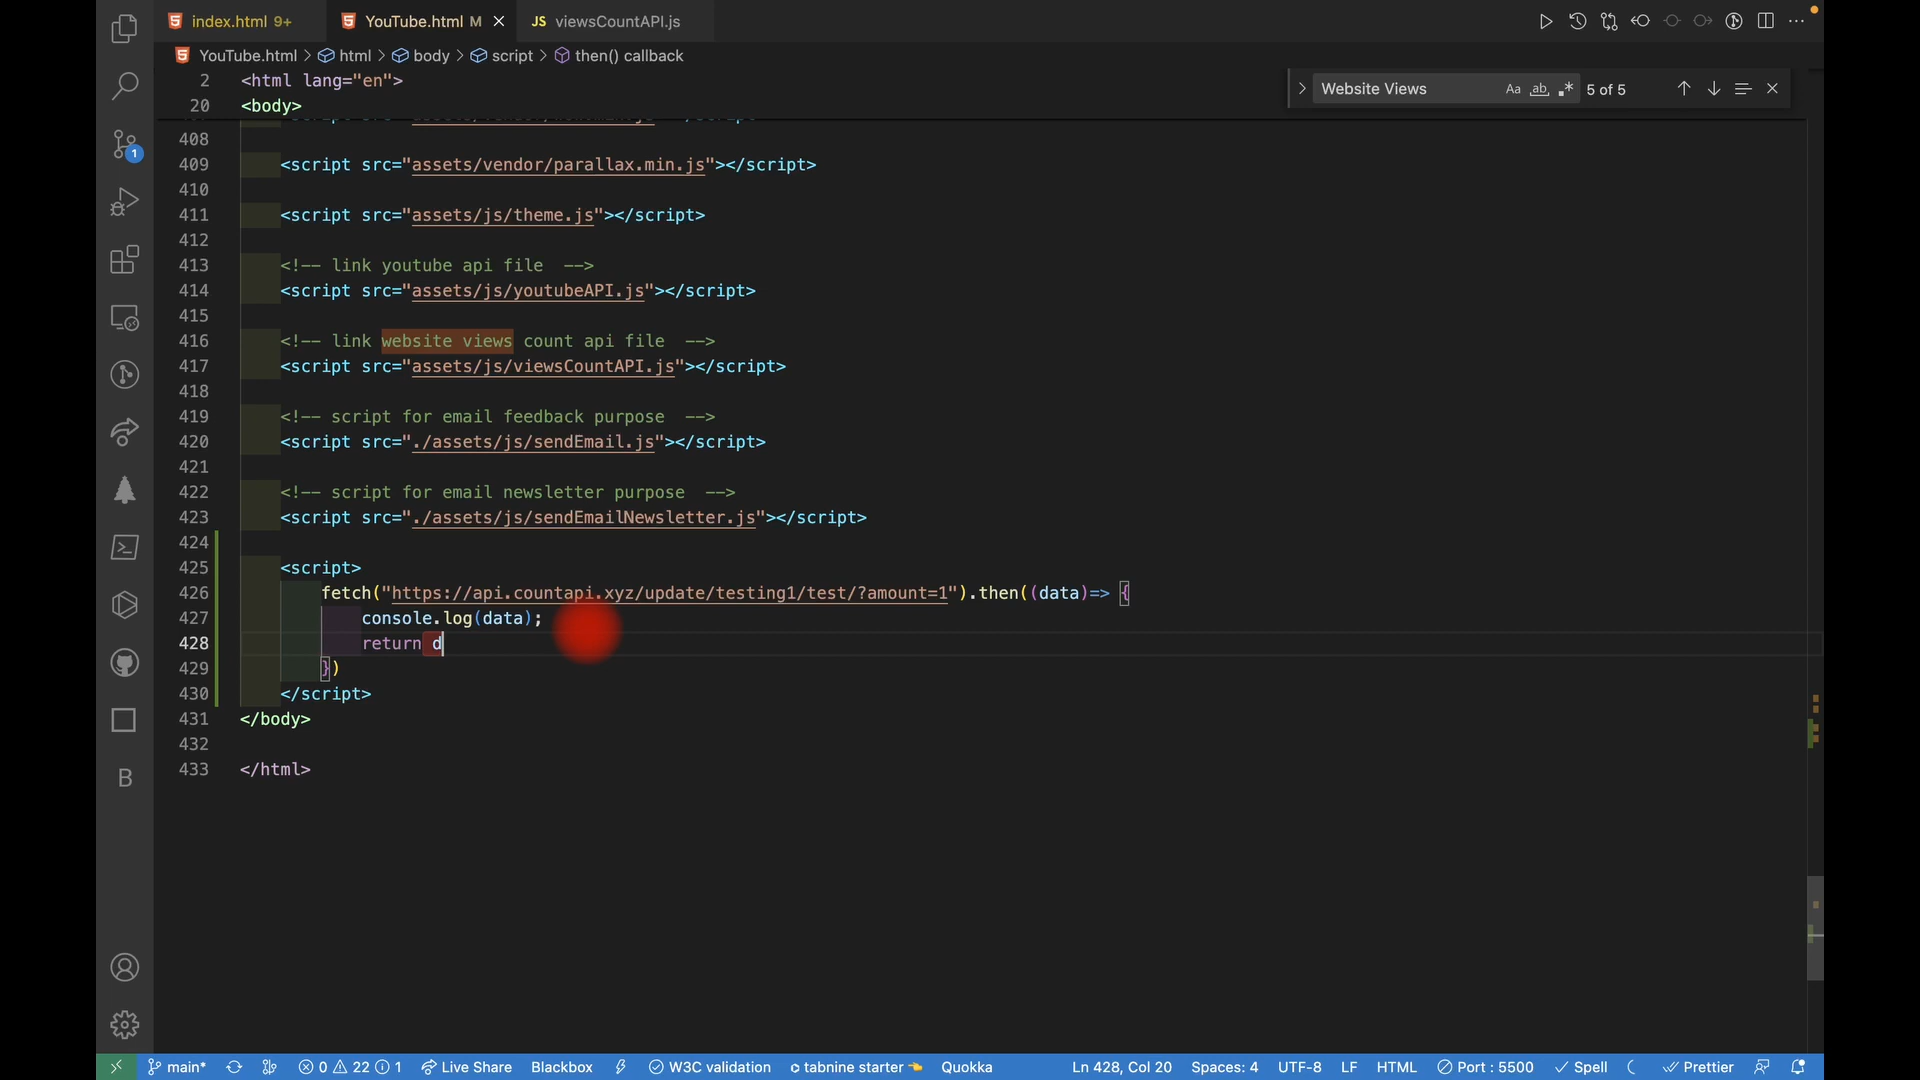 index.html 9+ YouTube.html M JS viewsCountAPI.js
YouTube.html > html > body > script > then() callback
2 <html lang="en">
Website Views Aa ab 5 of 5
20 <body>
408
409 <script src="assets/vendor/parallax.min.js"></script>
410
411 <script src="assets/js/theme.js"></script>
412
413 <!-- link youtube api file -->
414 <script src="assets/js/youtubeAPI.js"></script>
415
416 <!-- link website views count api file -->
417 <script src="assets/js/viewsCountAPI.js"></script>
418
419 <!-- script for email feedback purpose -->
420 <script src="./assets/js/sendEmail.js"></script>
421
422 <!-- script for email newsletter purpose -->
423 <script src="./assets/js/sendEmailNewsletter.js"></script>
424
425 <script>
426 fetch("https://api.countapi.xyz/update/testing1/test/?amount=1").then((data)=> {
427 console.log(data);
428 return d
429 })
430 </script>
431 </body>
432
433 </html>
1
B
main* 0 22 1 Live Share Blackbox W3C validation tabnine starter Quokka Ln 428, Col 20 Spaces: 4 UTF-8 LF HTML Port : 5500 Spell Prettier